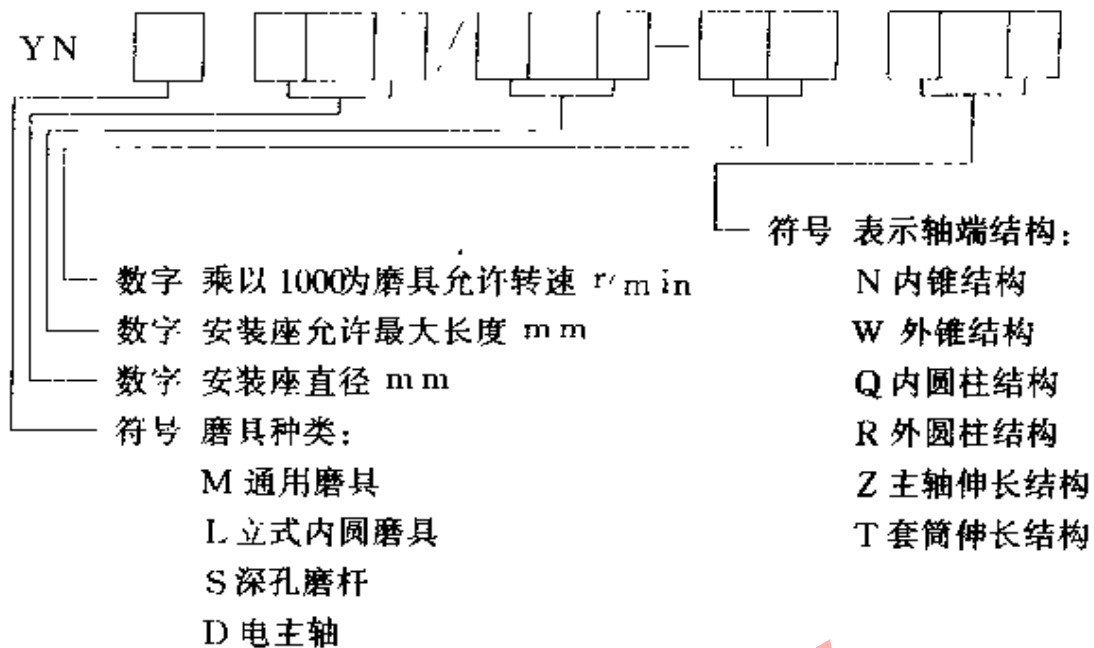 YN / —
符号 表示轴端结构：
数字 乘以1000为磨具允许转速 r/min
N 内锥结构
数字 安装座允许最大长度 mm
W 外锥结构
数字 安装座直径 mm
Q 内圆柱结构
符号 磨具种类：
R 外圆柱结构
M 通用磨具
Z 主轴伸长结构
L 立式内圆磨具
T 套筒伸长结构
S 深孔磨杆
D 电主轴